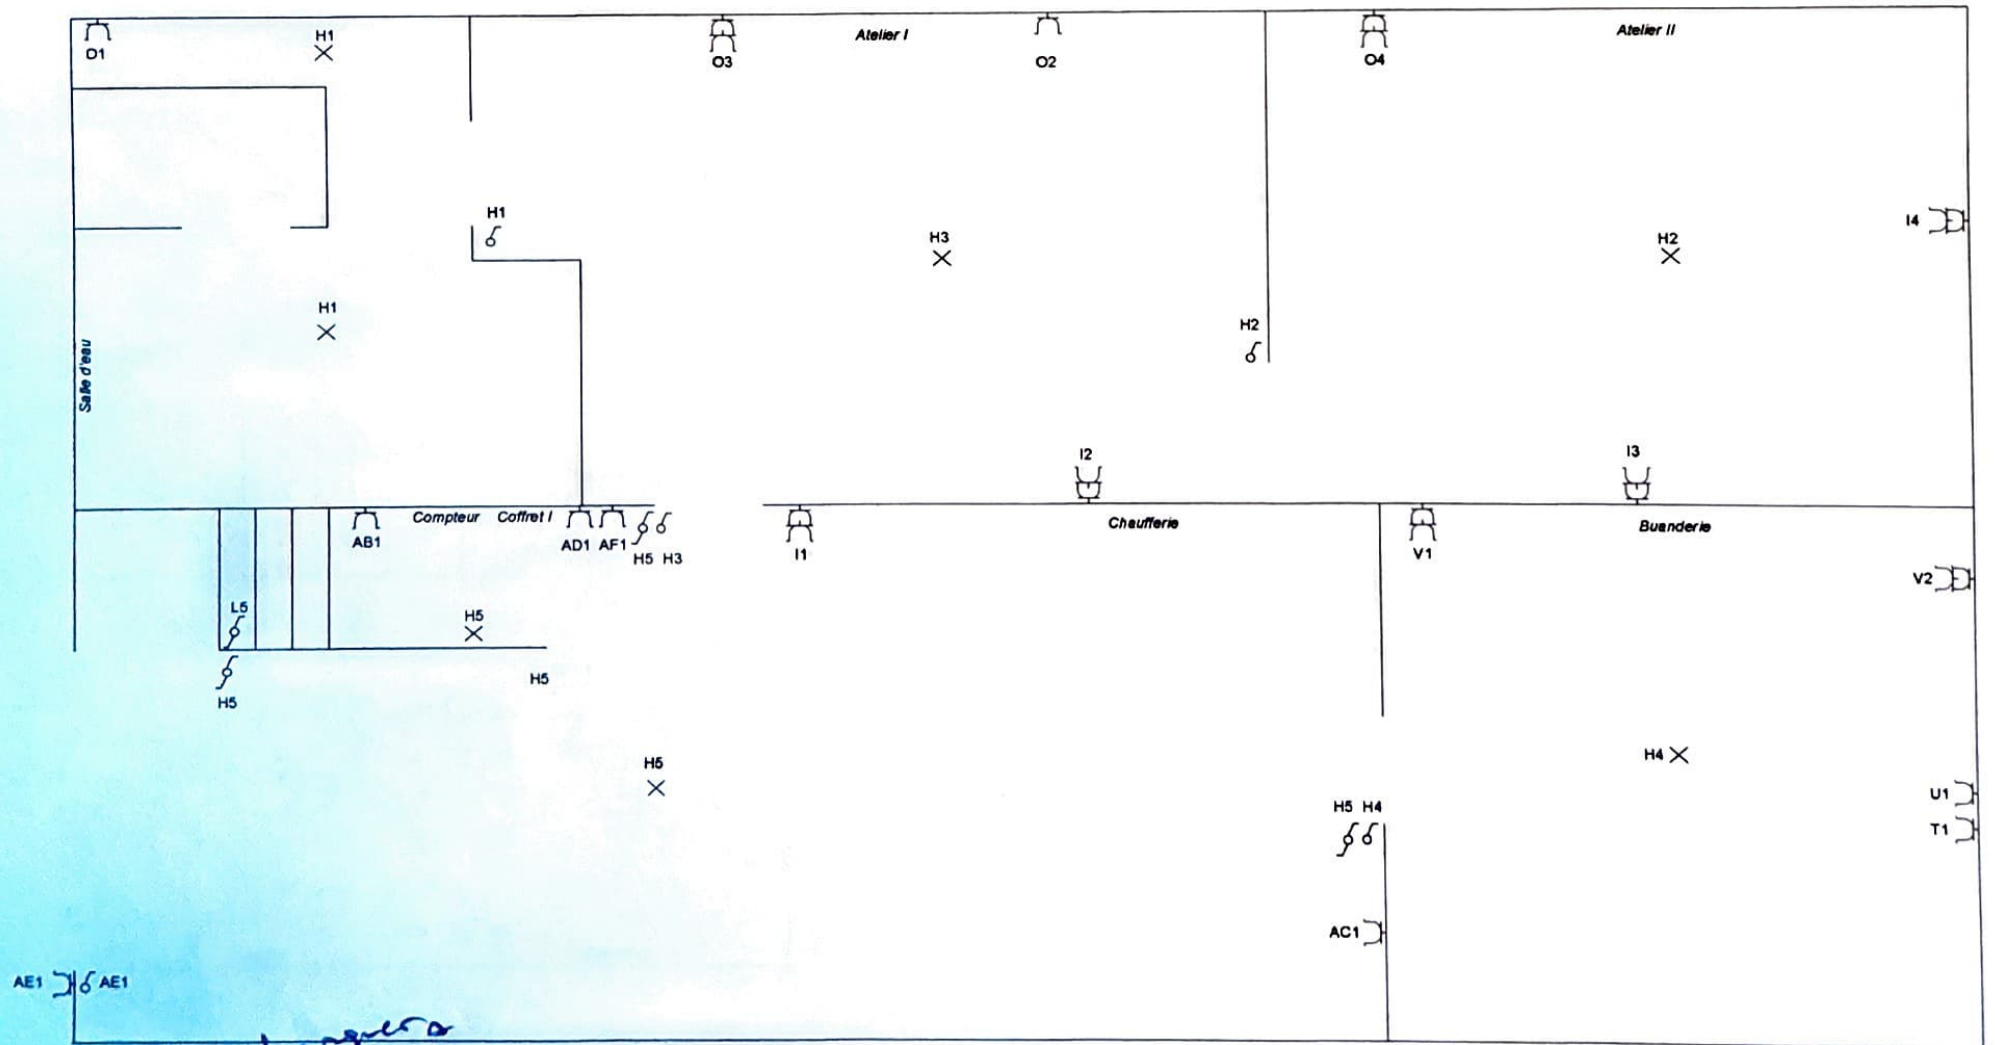 H1
Atelier I
Atelier II
D1
O3
O2
O4
H1
I4
H3
H2
H1
H2
Salle d'eau
I2
I3
Compteur
Coffret I
Chaufferie
Buanderie
AB1
AD1
AF1
H5
H3
I1
V1
V2
L5
H5
H5
H5
H5
H4
U1
H5
H4
T1
AC1
AE1
AE1